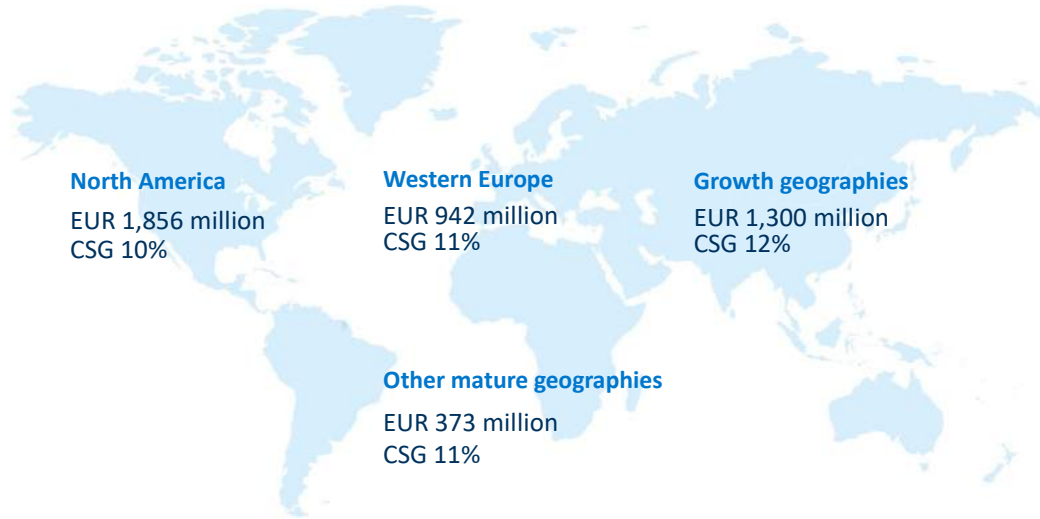 North America
EUR 1,856 million
CSG 10%
Western Europe
EUR 942 million
CSG 11%
Growth geographies
EUR 1,300 million
CSG 12%
Other mature geographies
EUR 373 million
CSG 11%